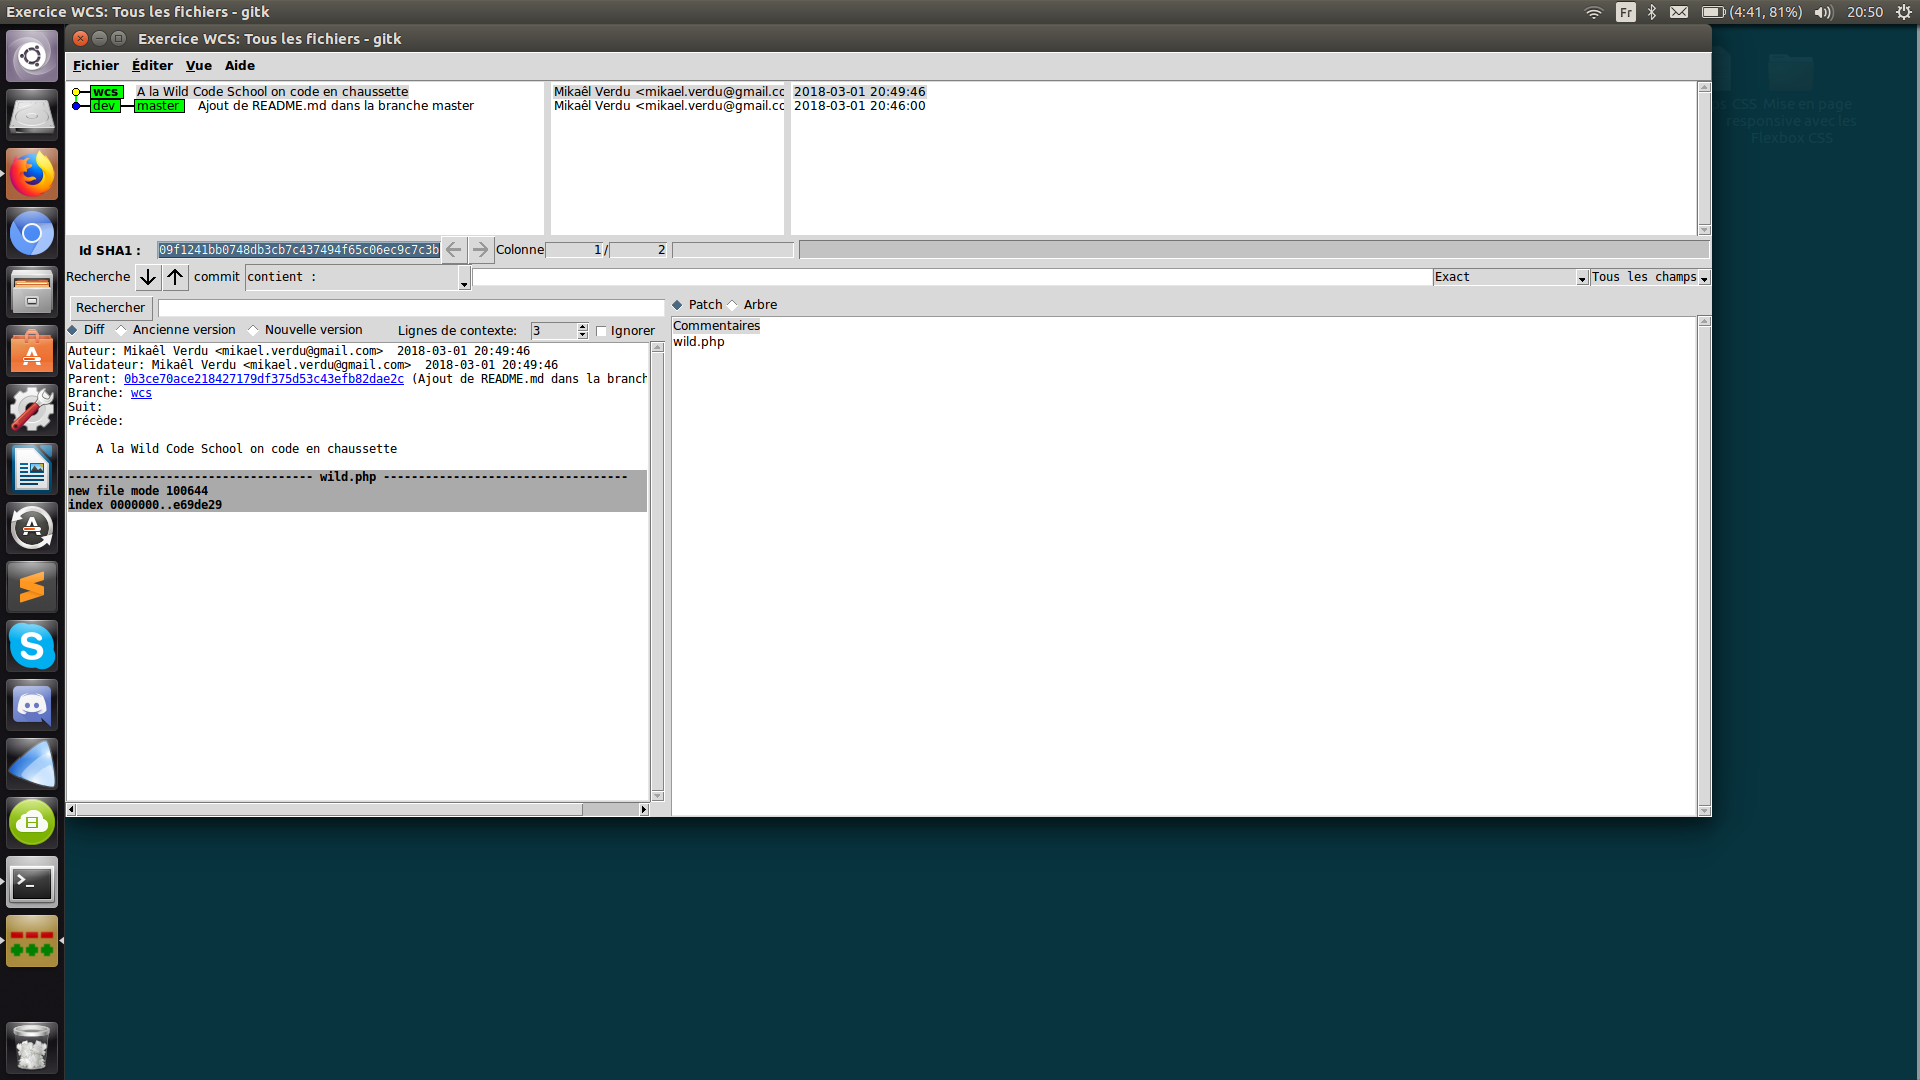 Exercice WCS: Tous les fichiers - gitk
Fr
(4:41, 81%)
20:50
Exercice WCS: Tous les fichiers - gitk
Fichier Éditer Vue Aide
wcs A la Wild Code School on code en chaussette Mikaêl Verdu <mikael.verdu@gmail.cc 2018-03-01 20:49:46
dev master Ajout de README.md dans la branche master Mikaêl Verdu <mikael.verdu@gmail.cc 2018-03-01 20:46:00
CSS Mise en page
responsive avec les
Flexbox CSS
Id SHA1 : 09f1241bb0748db3cb7c437494f65c06ec9c7c3b Colonne 1 / 2
Recherche commit contient : Exact Tous les champs
Rechercher
Patch Arbre
Diff Ancienne version Nouvelle version Lignes de contexte: 3 Ignorer
Commentaires
wild.php
Auteur: Mikaêl Verdu <mikael.verdu@gmail.com> 2018-03-01 20:49:46
Validateur: Mikaêl Verdu <mikael.verdu@gmail.com> 2018-03-01 20:49:46
Parent: 0b3ce70ace218427179df375d53c43efb82dae2c (Ajout de README.md dans la branch
Branche: wcs
Suit:
Précède:
A la Wild Code School on code en chaussette
----------------------------------- wild.php -----------------------------------
new file mode 100644
index 0000000..e69de29